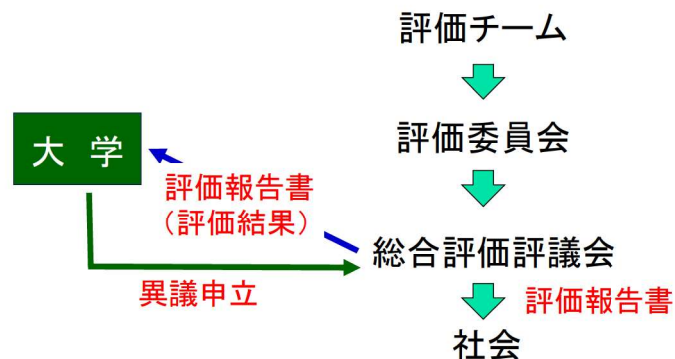 評価チーム
評価委員会
大 学
評価報告書
（評価結果）
総合評価評議会
異議申立
評価報告書
社会